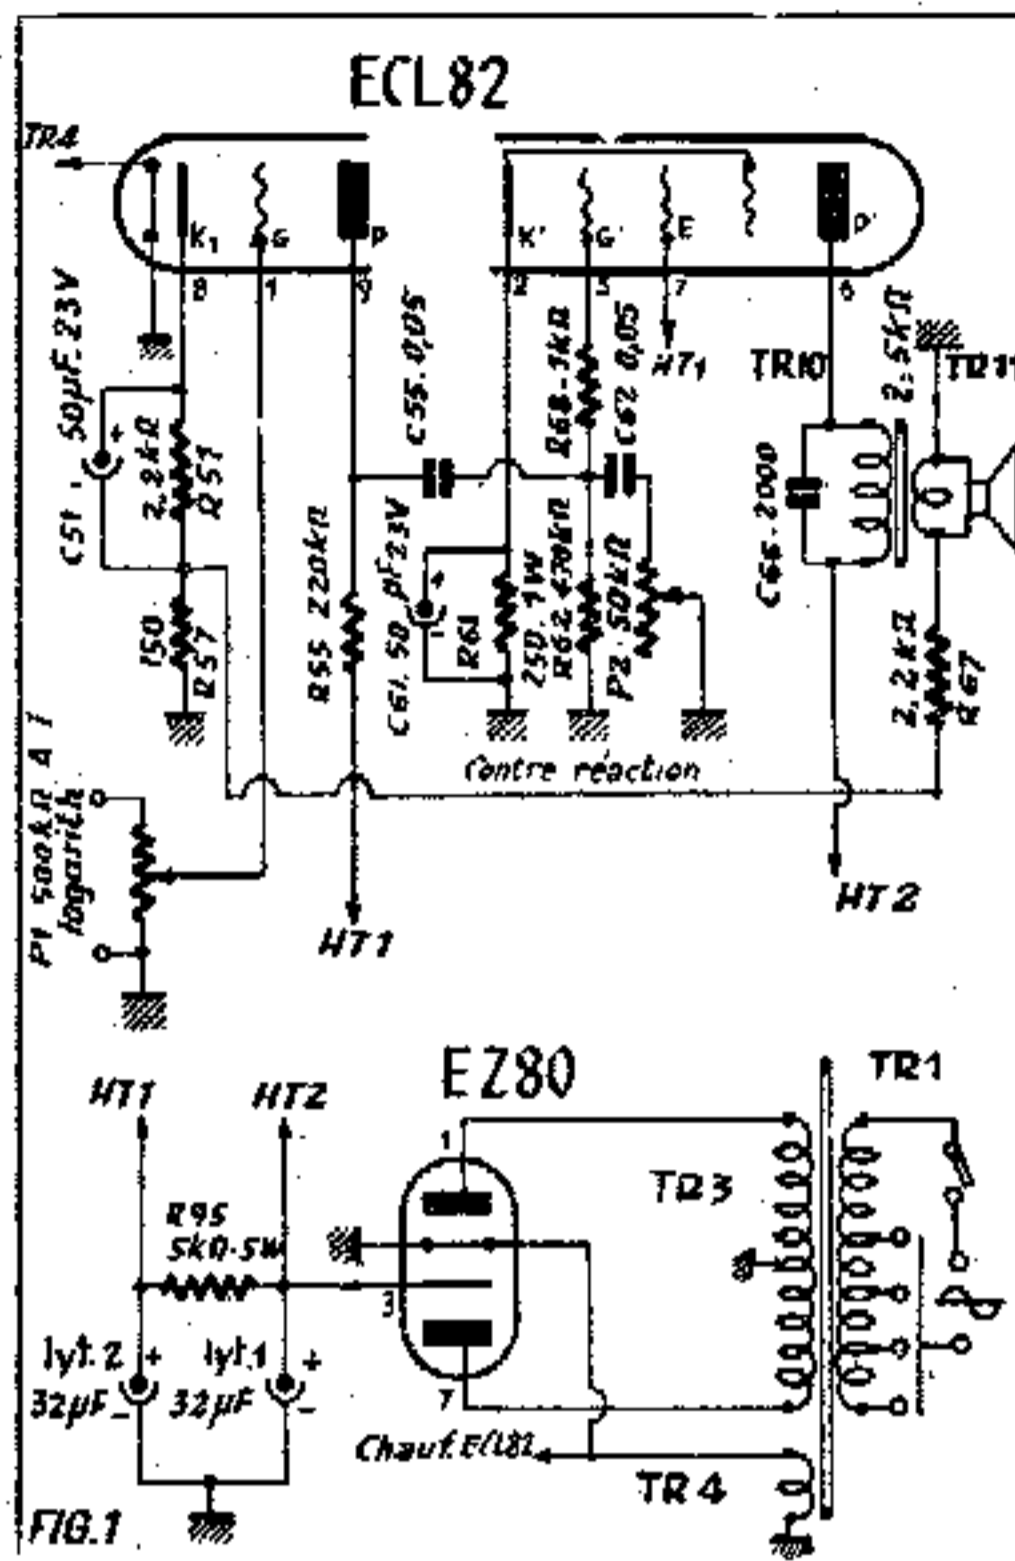 ECL82
TR4
K1
G
P
K'
G'
E
P'
8
1
9
2
3
7
6
C51. 50µF. 23V
2.2kΩ
R51
150
R57
C55. 0,05
R55 220kΩ
C61. 50µF 23V
R61
250. 1W
R68-1kΩ
C62 0,05
R62 470kΩ
P2. 50kΩ
HT1
TR10
2.5kΩ
TR11
C66-2000
2,2kΩ
R67
Contre réaction
P1 500kΩ A I
logarith
HT1
HT2
EZ80
TR1
HT1
HT2
1
TR3
R95
5kΩ-5W
3
lyt.2 +
32µF -
lyt.1 +
32µF -
7
Chauf. ECL82
TR4
FIG.1